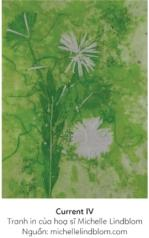 Current IV
Tranh in của hoạ sĩ Michelle Lindblom
Nguồn: michellelindblom.com